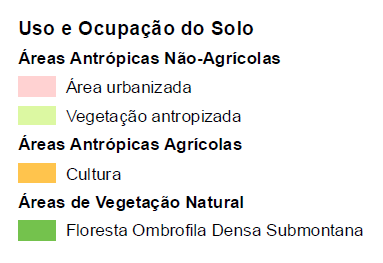 Uso e Ocupação do Solo
Áreas Antrópicas Não-Agrícolas
Área urbanizada
Vegetação antropizada
Áreas Antrópicas Agrícolas
Cultura
Áreas de Vegetação Natural
Floresta Ombrofila Densa Submontana